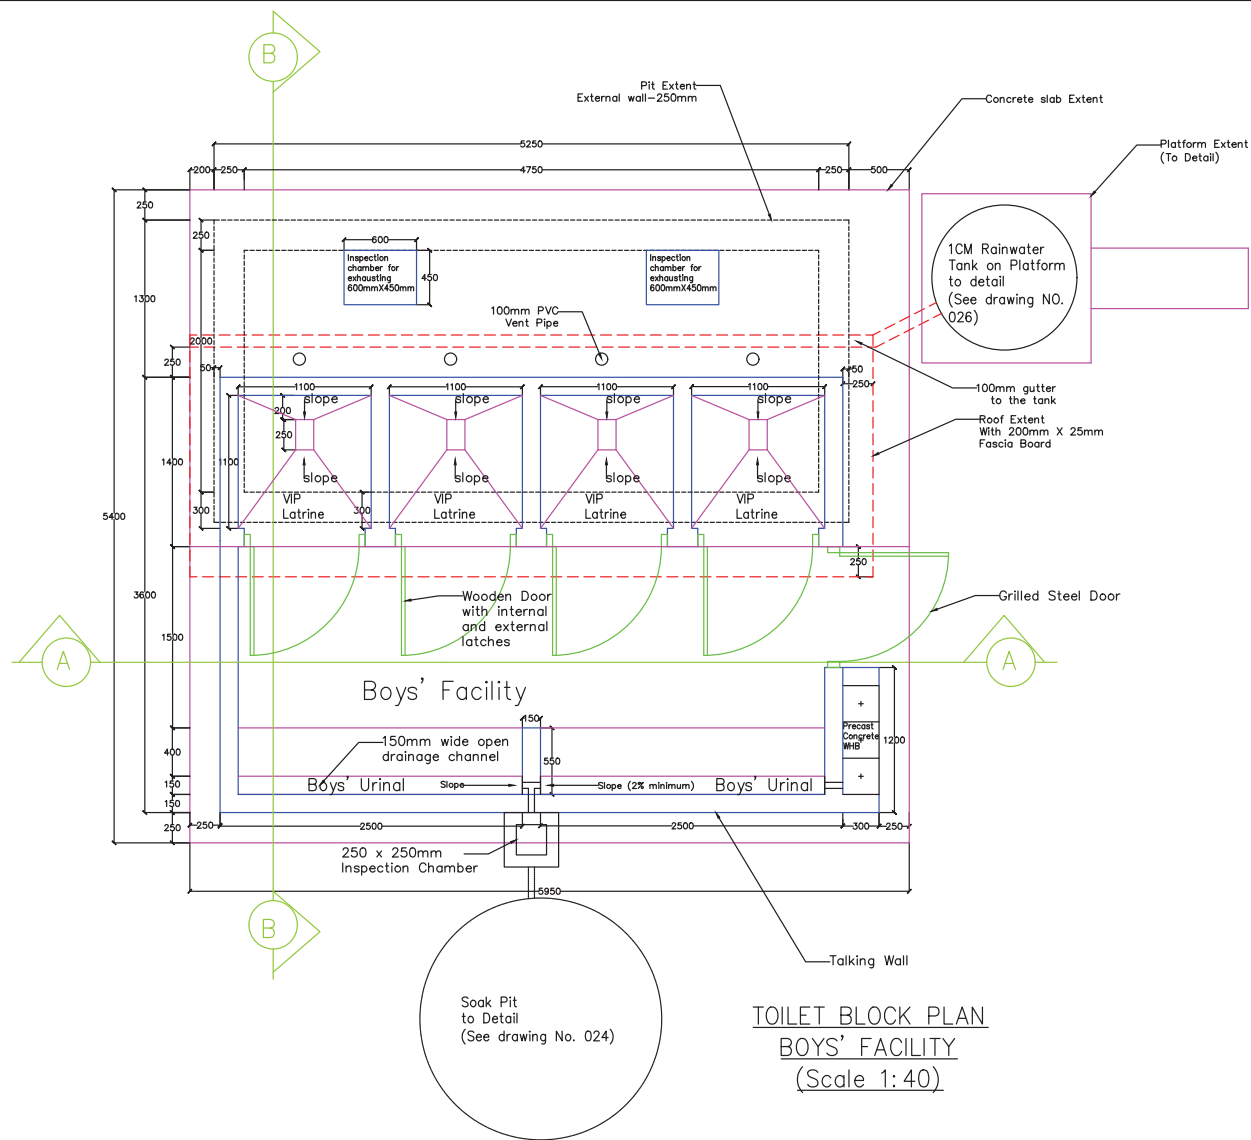 B
Pit Extent
External wall-250mm
Concrete slab Extent
Platform Extent
(To Detail)
5250
200
250
4750
250
500
250
250
600
Inspection
chamber for
exhausting
600mmX450mm
450
Inspection
chamber for
exhausting
600mmX450mm
1CM Rainwater
Tank on Platform
to detail
(See drawing NO.
026)
1300
100mm PVC
Vent Pipe
2000
250
50
50
250
100mm gutter
to the tank
1100
1100
1100
1100
slope
slope
slope
slope
200
250
Roof Extent
With 200mm X 25mm
Fascia Board
1400
1100
slope
slope
slope
slope
VIP
Latrine
VIP
Latrine
VIP
Latrine
VIP
Latrine
300
300
5400
250
3600
Wooden Door
with internal
and external
latches
Grilled Steel Door
1500
A
A
Boys' Facility
150
Precast
Concrete
WHB
1200
400
150mm wide open
drainage channel
550
150
Boys' Urinal
Slope
Slope (2% minimum)
Boys' Urinal
150
250
250
2500
2500
300
250
250 x 250mm
Inspection Chamber
5950
B
Talking Wall
Soak Pit
to Detail
(See drawing No. 024)
TOILET BLOCK PLAN
BOYS' FACILITY
(Scale 1:40)